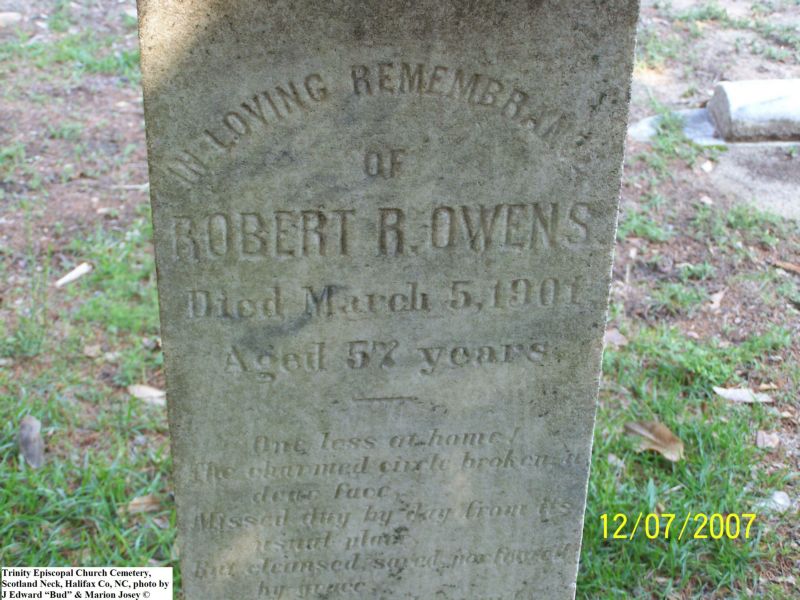 IN LOVING REMEMBRANCE
OF
ROBERT R. OWENS
Died March 5, 1901
Aged 57 years.
One less at home!
The charmed circle broken, a
dear face,
Missed day by day from its
usual place,
But cleansed, saved, perfected
by grace
12/07/2007
Trinity Episcopal Church Cemetery,
Scotland Neck, Halifax Co, NC, photo by
J Edward “Bud” & Marion Josey ©